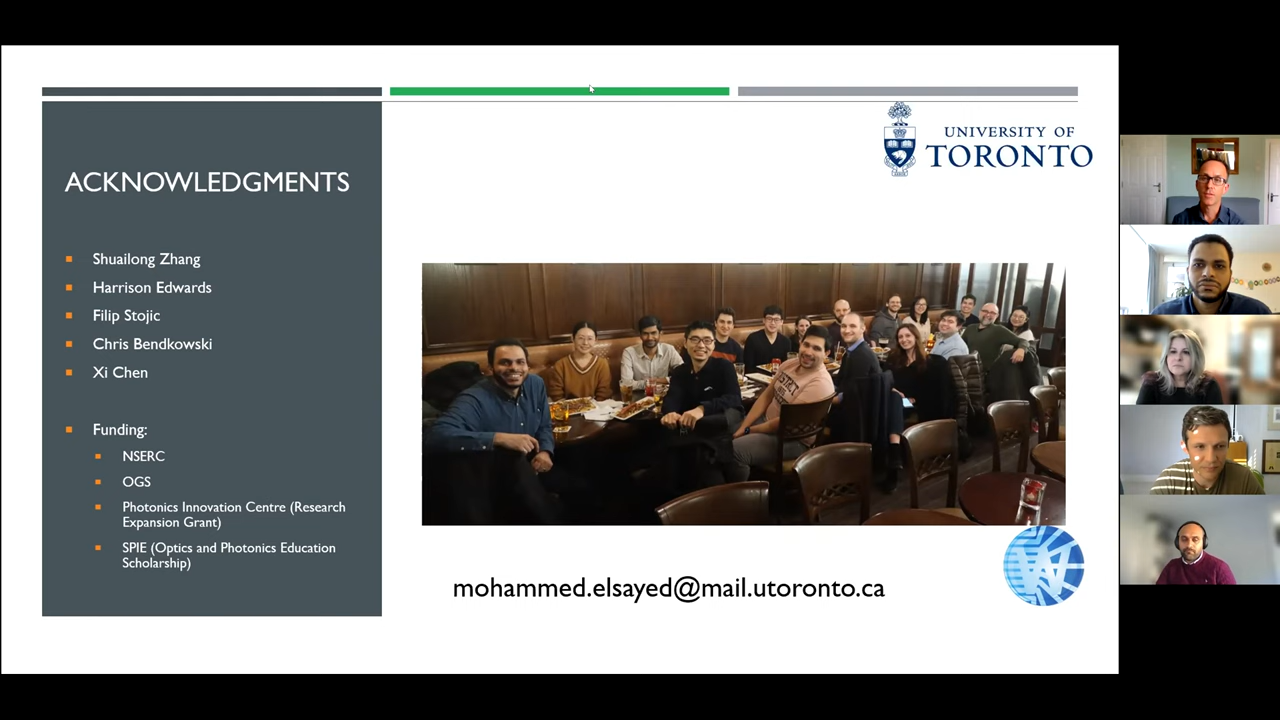 UNIVERSITY OF
TORONTO
ACKNOWLEDGMENTS
Shuailong Zhang
Harrison Edwards
Filip Stojic
Chris Bendkowski
Xi Chen
Funding:
NSERC
OGS
Photonics Innovation Centre (Research
Expansion Grant)
SPIE (Optics and Photonics Education
Scholarship)
mohammed.elsayed@mail.utoronto.ca